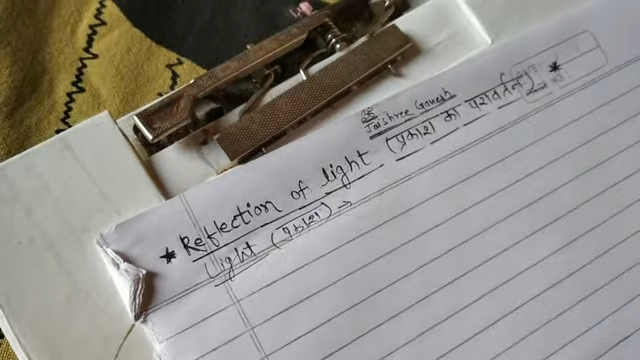 Jaishree Ganesh
* Reflection of light (प्रकाश का परावर्तन) *
Light (प्रकाश) →